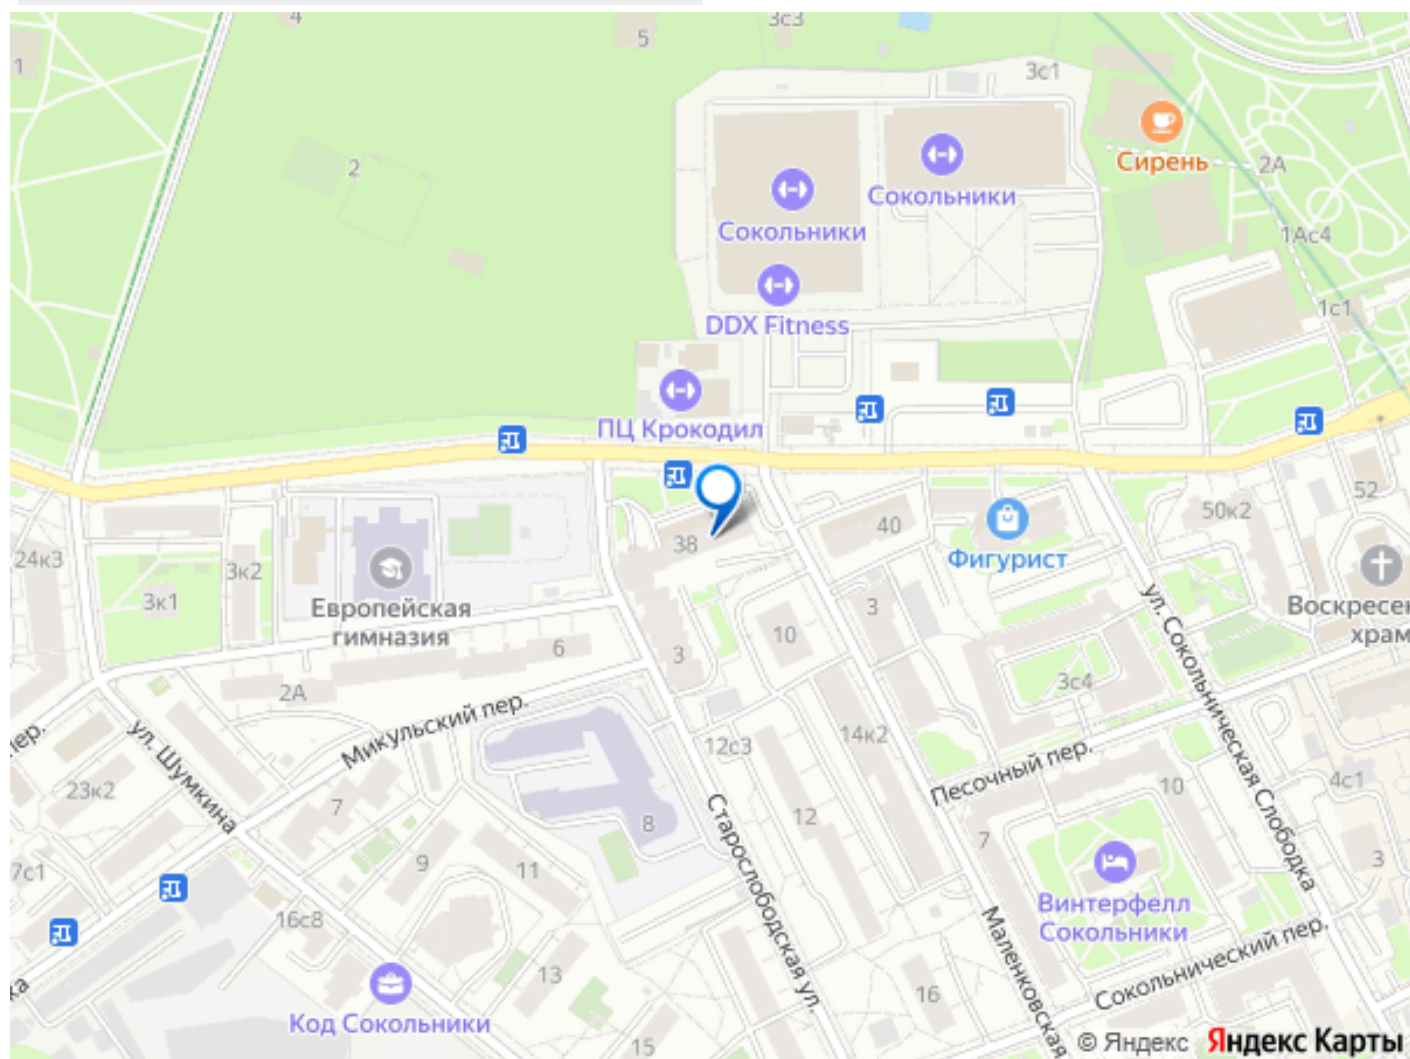 4
3с3
5
1
3с1
Сирень
2
2А
Сокольники
Сокольники
1Ас4
1с1
DDX Fitness
ПЦ Крокодил
52
50к2
40
38
Фигурист
24к3
3к2
3к1
Европейская
гимназия
3
Воскресен
храм
10
6
3
3с4
2А
Микульский пер.
пер.
ул. Шумкина
14к2
12с3
Песочный пер.
ул. Сокольническая Слободка
4с1
23к2
7
10
12
8
Старослободская ул.
7
3
7с1
9
11
Винтерфелл
Сокольники
16с8
Маленковская
Сокольнический пер.
13
16
ка
Код Сокольники
15
© Яндекс Яндекс Карты